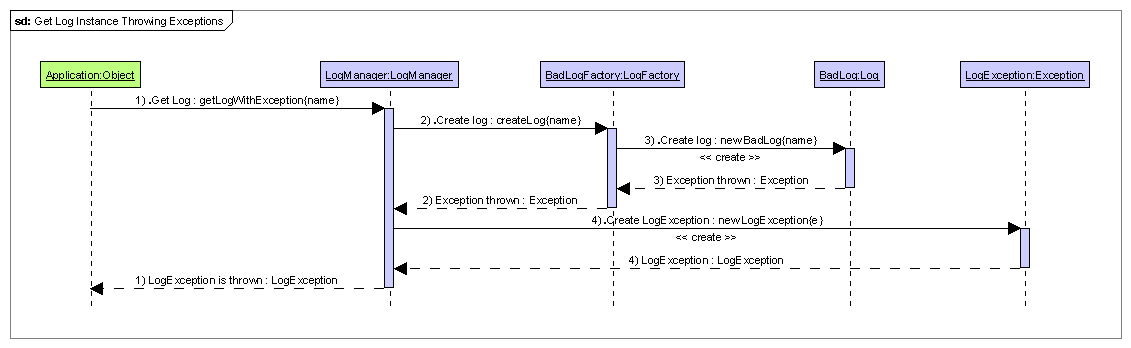 sd: Get Log Instance Throwing Exceptions
Application:Object
LogManager:LogManager
BadLogFactory:LogFactory
BadLog:Log
LogException:Exception
1) .Get Log : getLogWithException{name}
2) .Create log : createLog{name}
3) .Create log : newBadLog{name}
<< create >>
3) Exception thrown : Exception
2) Exception thrown : Exception
4) .Create LogException : newLogException{e}
<< create >>
4) LogException : LogException
1) LogException is thrown : LogException